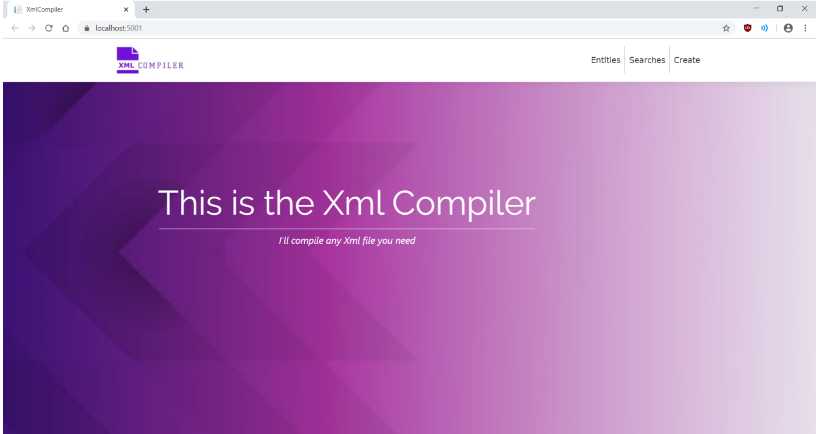 XmlCompiler
localhost:5001
XML COMPILER
Entities Searches Create
This is the Xml Compiler
I'll compile any Xml file you need